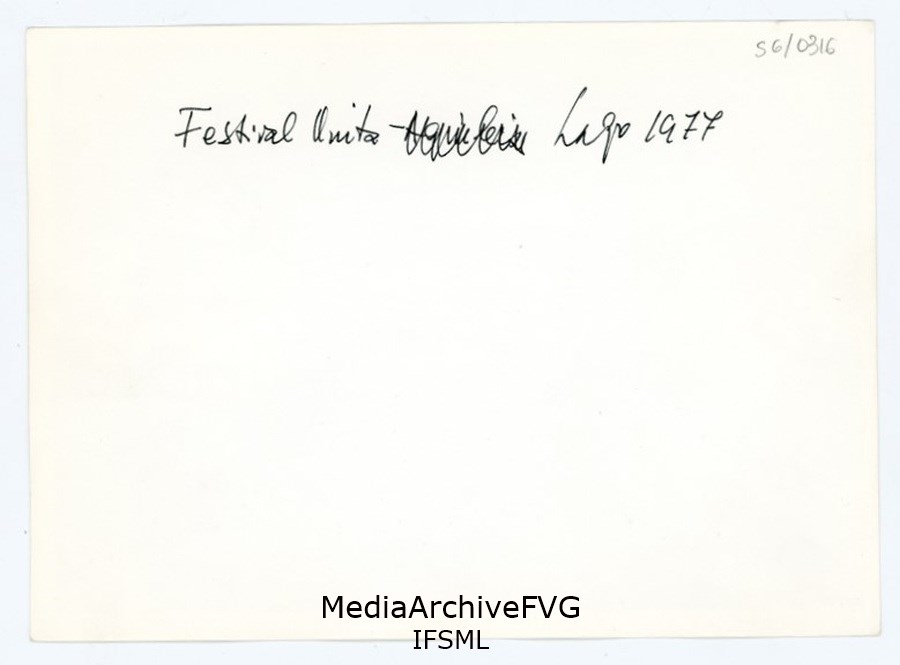 S6/0316
Festival Unita - Lago 1977
MediaArchiveFVG
IFSML